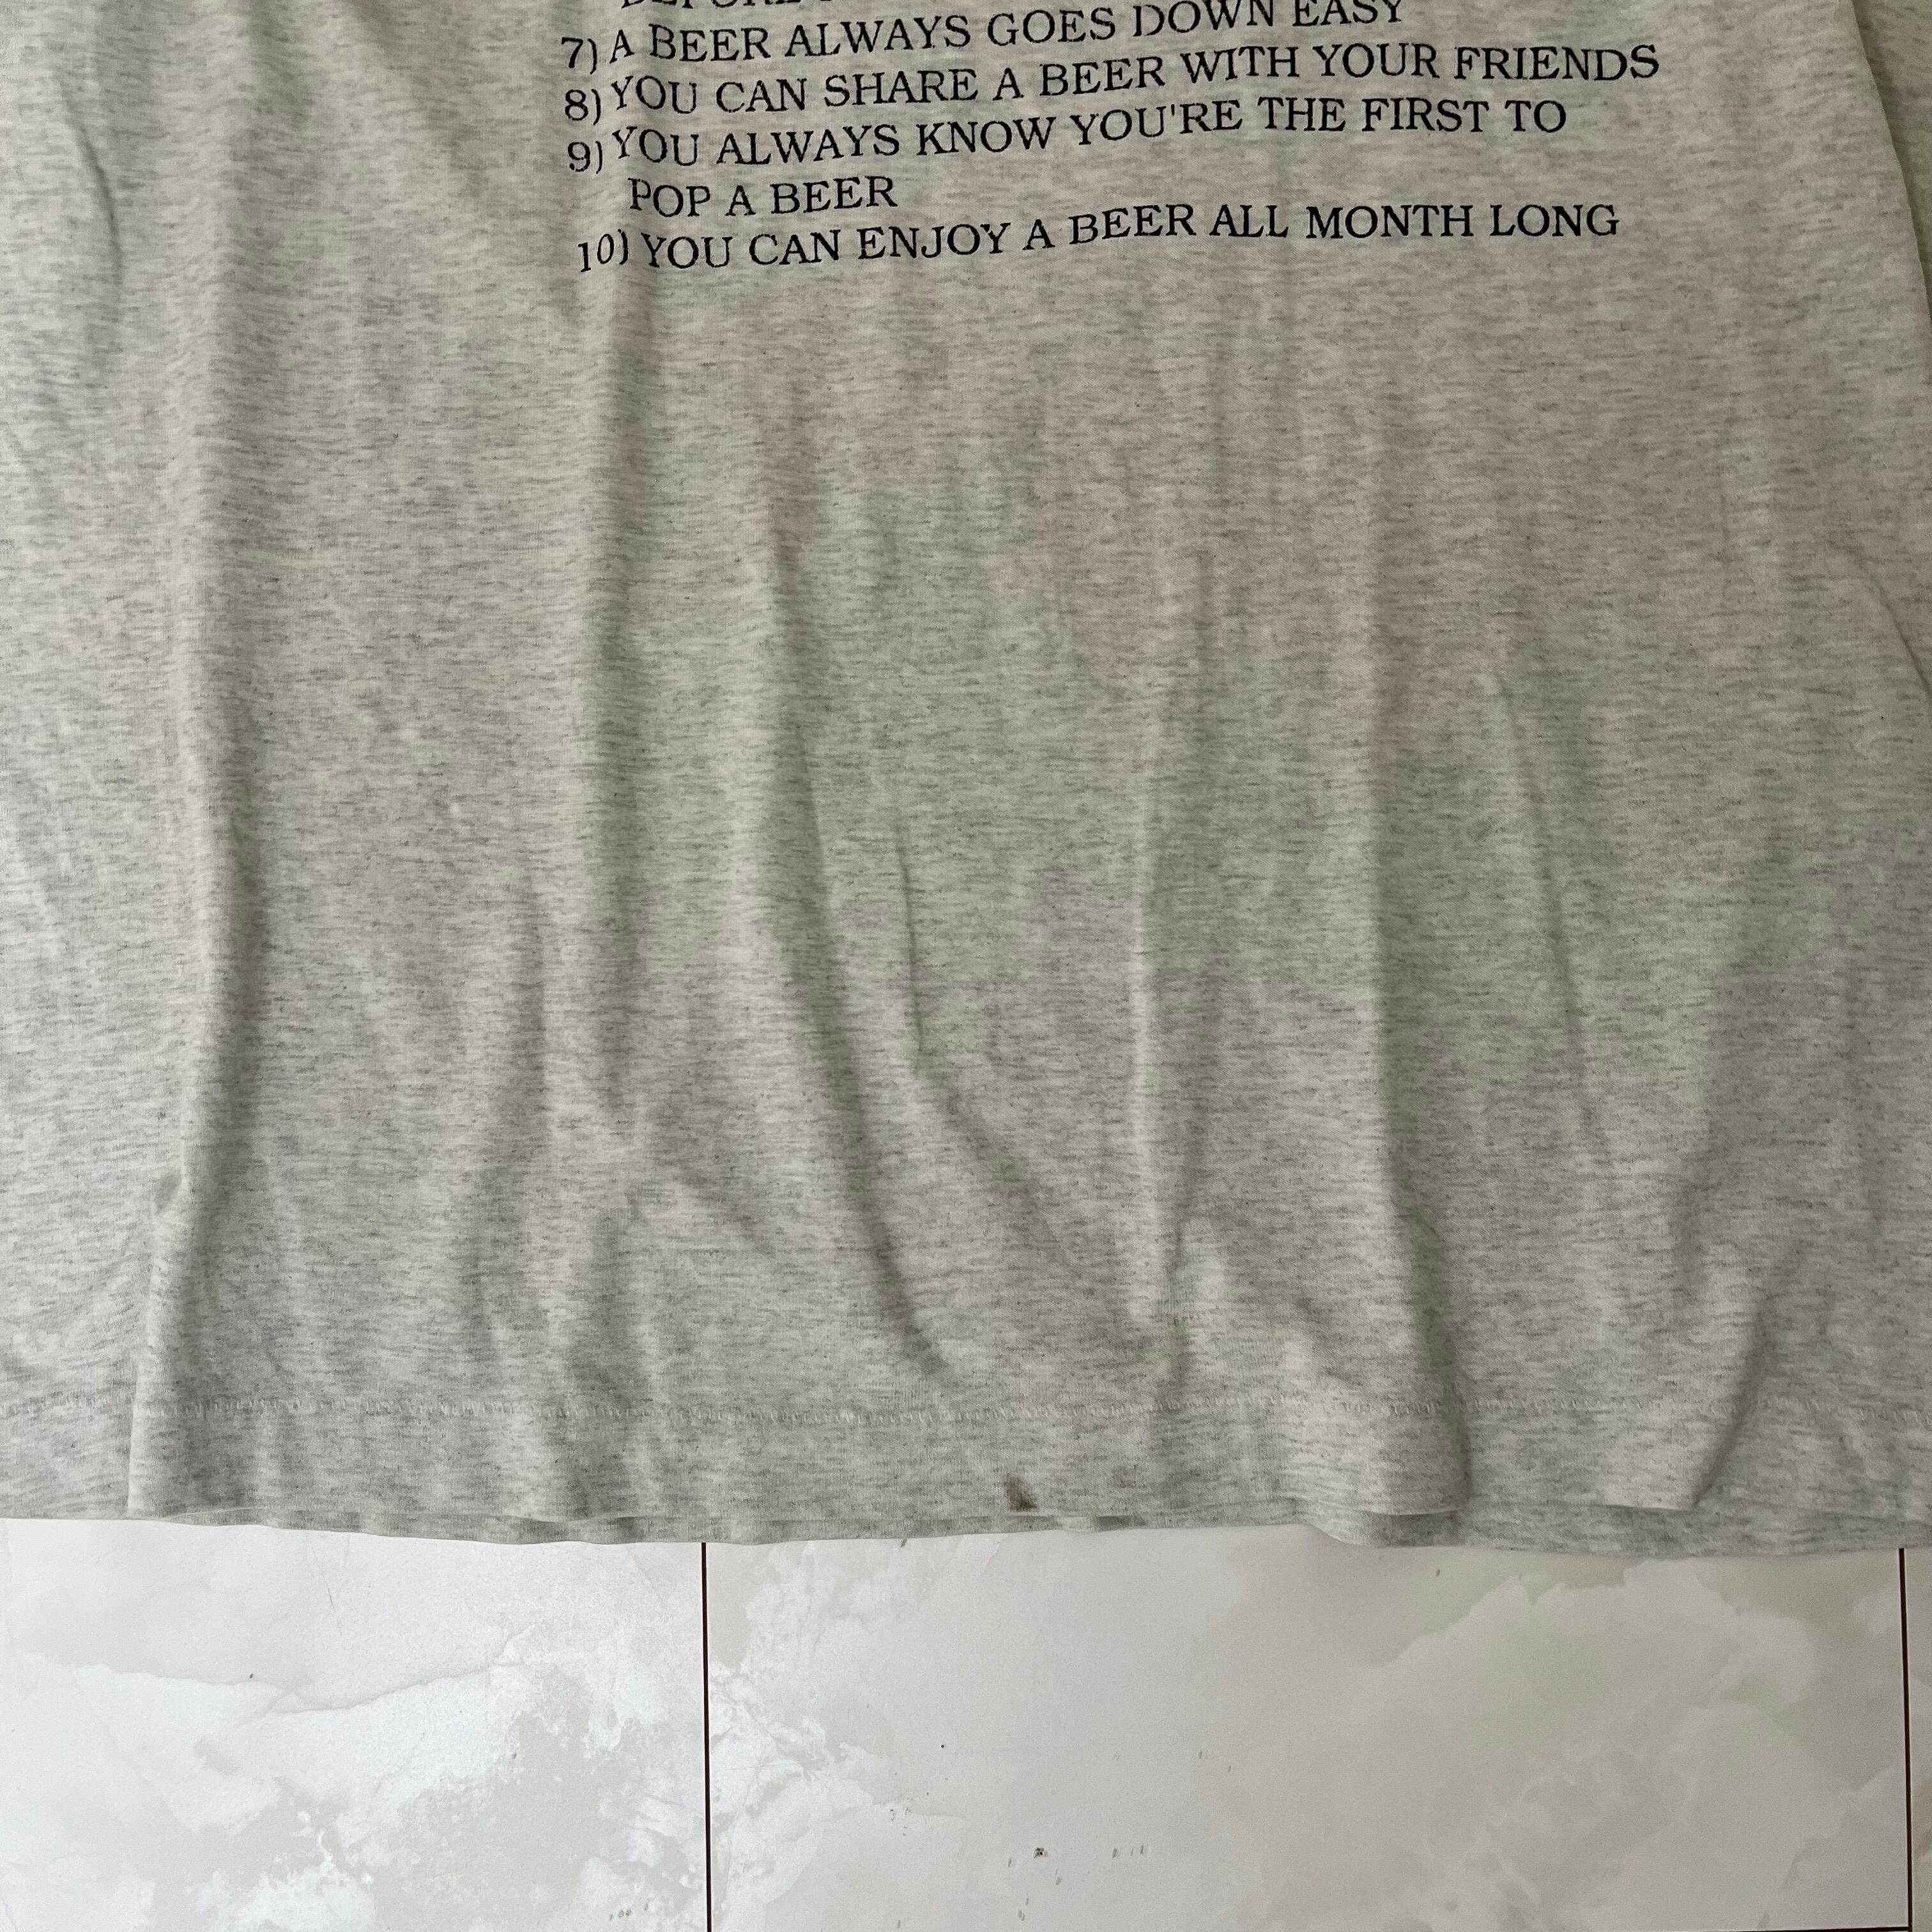 BEFORE
7) A BEER ALWAYS GOES DOWN EASY
8) YOU CAN SHARE A BEER WITH YOUR FRIENDS
9) YOU ALWAYS KNOW YOU'RE THE FIRST TO
POP A BEER
10) YOU CAN ENJOY A BEER ALL MONTH LONG